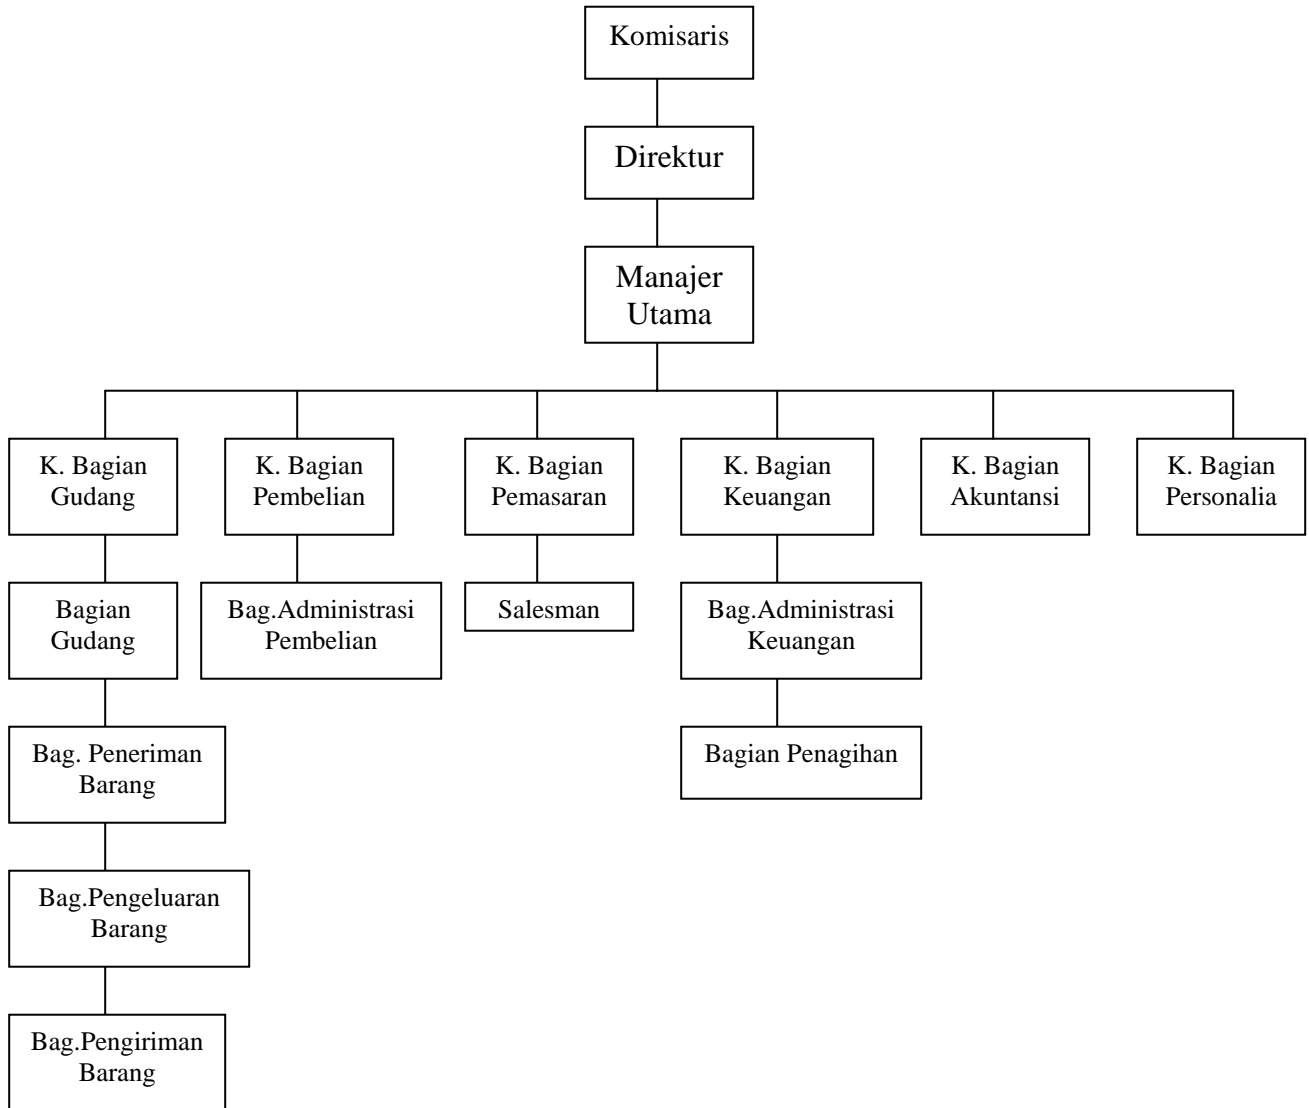 Komisaris
Direktur
Manajer
Utama
K. Bagian
Gudang
K. Bagian
Pembelian
K. Bagian
Pemasaran
K. Bagian
Keuangan
K. Bagian
Akuntansi
K. Bagian
Personalia
Bagian
Gudang
Bag.Administrasi
Pembelian
Salesman
Bag.Administrasi
Keuangan
Bag. Peneriman
Barang
Bagian Penagihan
Bag.Pengeluaran
Barang
Bag.Pengiriman
Barang